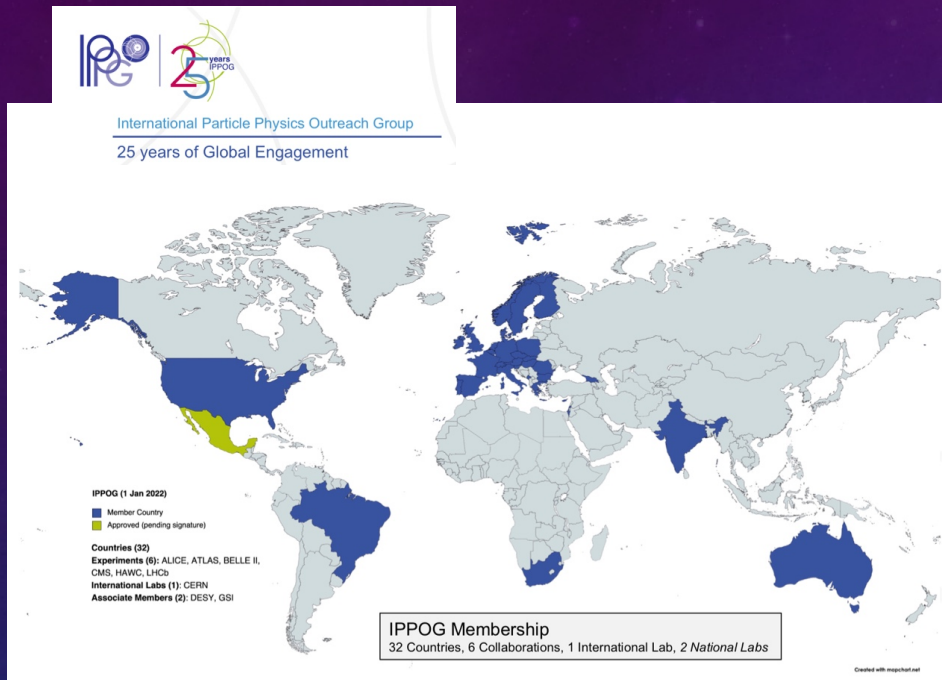 IPPOG
25 years
IPPOG
International Particle Physics Outreach Group
25 years of Global Engagement
IPPOG (1 Jan 2022)
Member Country
Approved (pending signature)
Countries (32)
Experiments (6): ALICE, ATLAS, BELLE II,
CMS, HAWC, LHCb
International Labs (1): CERN
Associate Members (2): DESY, GSI
IPPOG Membership
32 Countries, 6 Collaborations, 1 International Lab, 2 National Labs
Created with mapchart.net